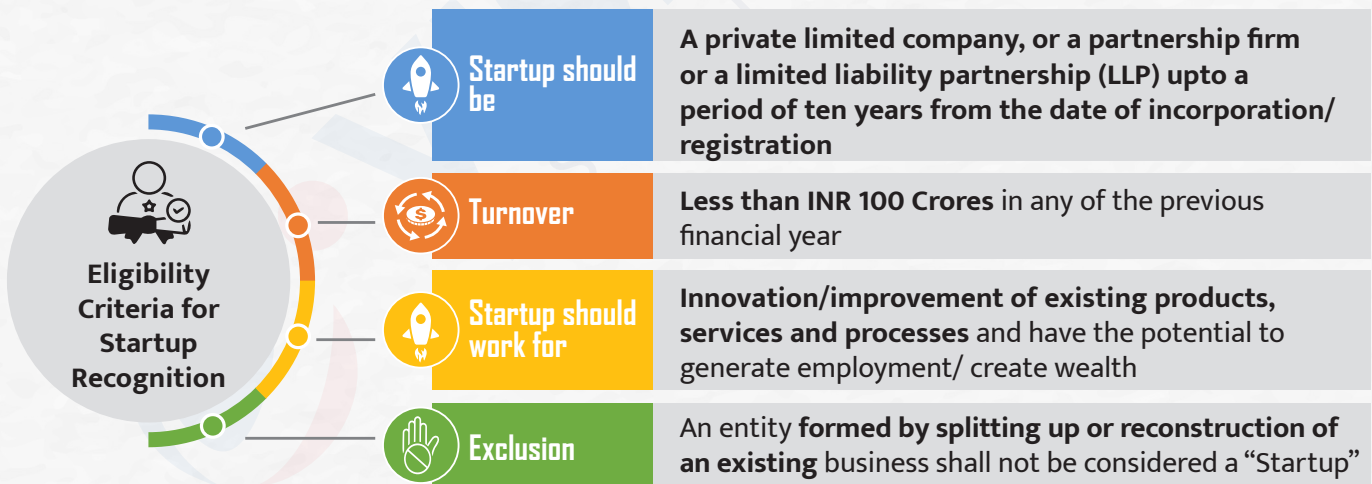 Eligibility
Criteria for
Startup
Recognition
Startup should
be
A private limited company, or a partnership firm
or a limited liability partnership (LLP) upto a
period of ten years from the date of incorporation/
registration
Turnover
Less than INR 100 Crores in any of the previous
financial year
Startup should
work for
Innovation/improvement of existing products,
services and processes and have the potential to
generate employment/ create wealth
Exclusion
An entity formed by splitting up or reconstruction of
an existing business shall not be considered a “Startup”